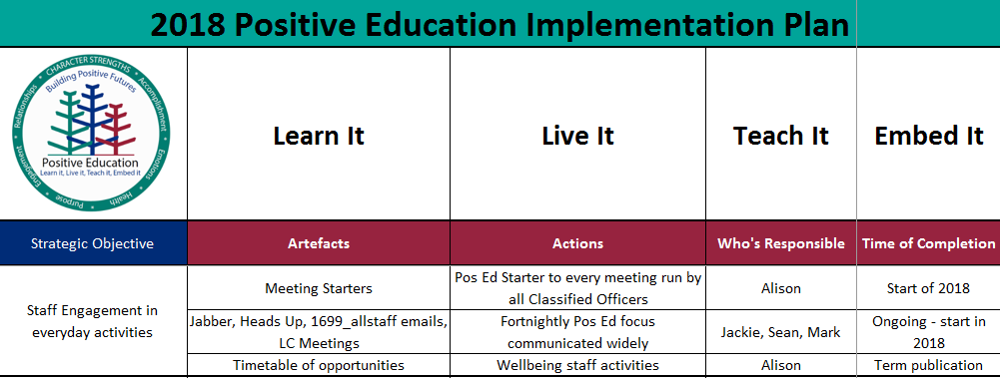 2018 Positive Education Implementation Plan
Relationships · CHARACTER STRENGTHS · Accomplishment · Emotions · Health · Purpose · Engagement
Building Positive Futures
Positive Education
Learn it, Live it, Teach it, Embed it
Learn It
Live It
Teach It
Embed It
Strategic Objective
Artefacts
Actions
Who's Responsible
Time of Completion
Staff Engagement in
everyday activities
Meeting Starters
Pos Ed Starter to every meeting run by
all Classified Officers
Alison
Start of 2018
Jabber, Heads Up, 1699_allstaff emails,
LC Meetings
Fortnightly Pos Ed focus
communicated widely
Jackie, Sean, Mark
Ongoing - start in
2018
Timetable of opportunities
Wellbeing staff activities
Alison
Term publication